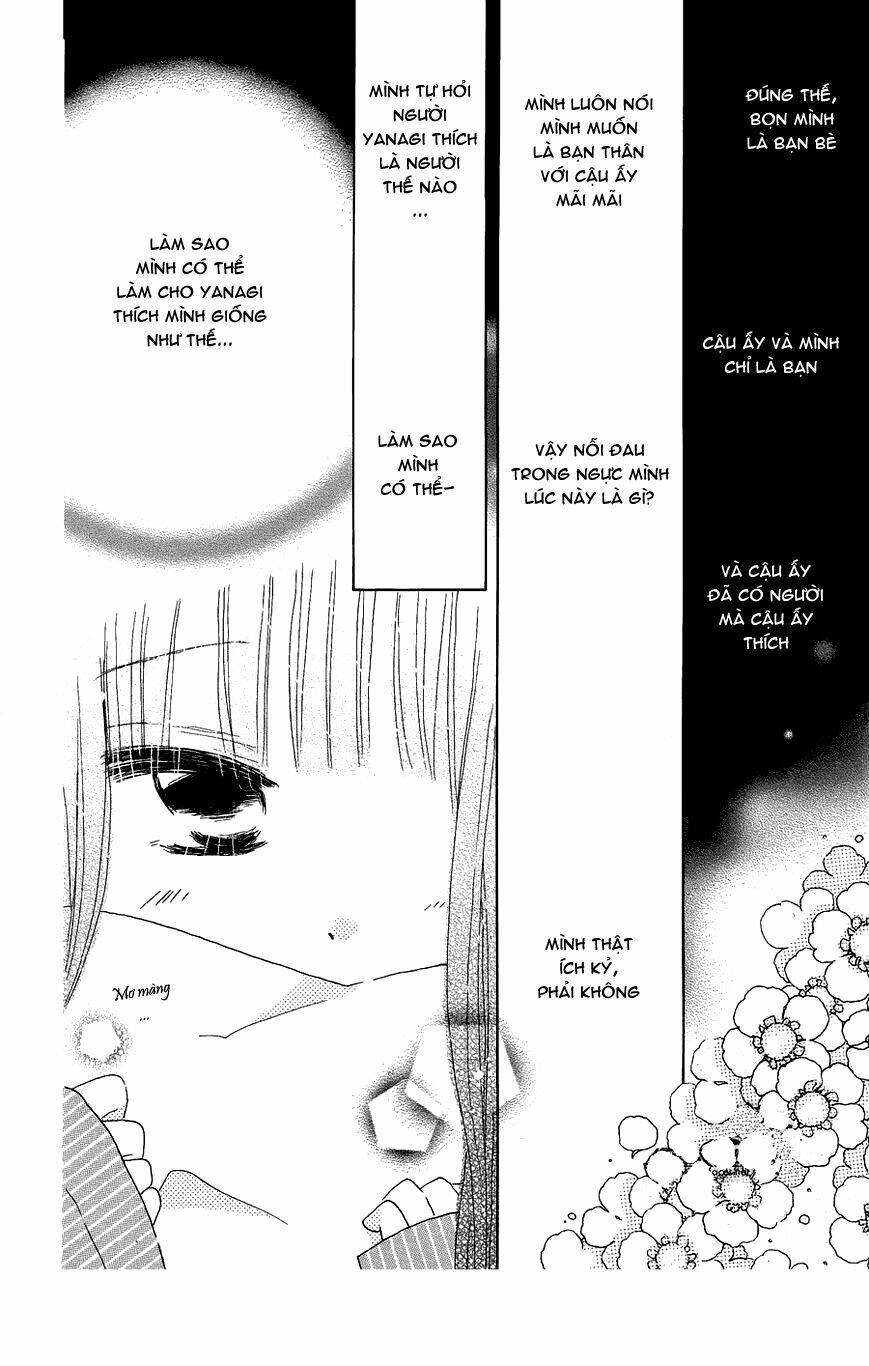 ĐÚNG THẾ,
BỌN MÌNH
LÀ BẠN BÈ
CẬU ẤY VÀ MÌNH
CHỈ LÀ BẠN
VÀ CẬU ẤY
ĐÃ CÓ NGƯỜI
MÀ CẬU ẤY
THÍCH
MÌNH LUÔN NÓI
MÌNH MUỐN
LÀ BẠN THÂN
VỚI CẬU ẤY
MÃI MÃI
VẬY NỖI ĐAU
TRONG NGỰC MÌNH
LÚC NÀY LÀ GÌ?
MÌNH THẬT
ÍCH KỶ,
PHẢI KHÔNG
MÌNH TỰ HỎI
NGƯỜI
YANAGI THÍCH
LÀ NGƯỜI
THẾ NÀO
...
LÀM SAO
MÌNH
CÓ THỂ-
LÀM SAO
MÌNH CÓ THỂ
LÀM CHO YANAGI
THÍCH MÌNH GIỐNG
NHƯ THẾ...
Mơ màng
...